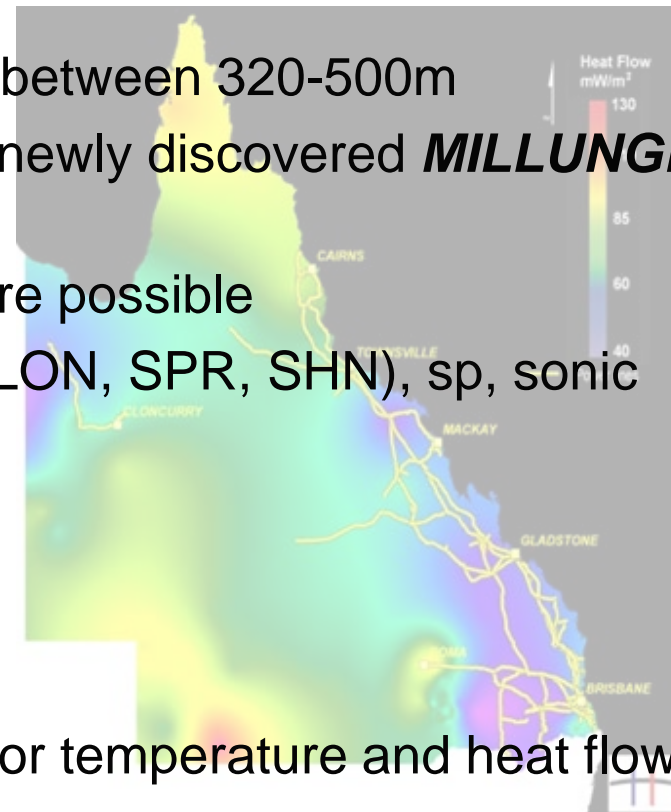 between 320-500m
Heat Flow
mW/m²
130
newly discovered MILLUNG
85
CAIRNS
60
re possible
40
TOWNSVILLE
LON, SPR, SHN), sp, sonic
CLONCURRY
MACKAY
GLADSTONE
ROMA
BRISBANE
or temperature and heat flow